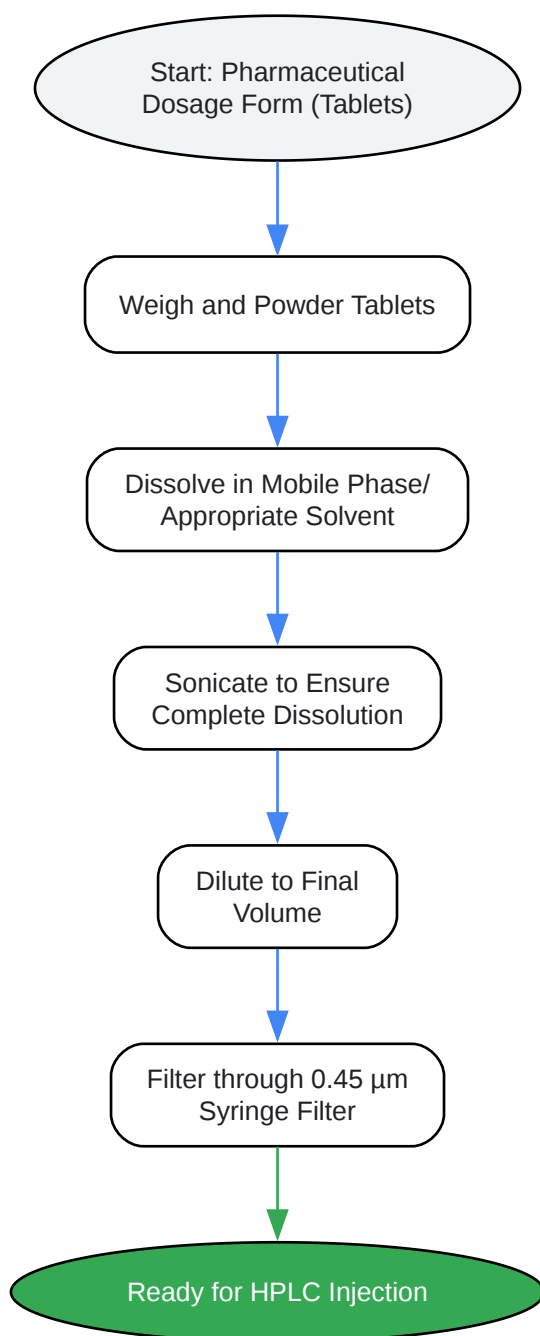 Start: Pharmaceutical
Dosage Form (Tablets)
Weigh and Powder Tablets
Dissolve in Mobile Phase/
Appropriate Solvent
Sonicate to Ensure
Complete Dissolution
Dilute to Final
Volume
Filter through 0.45 µm
Syringe Filter
Ready for HPLC Injection